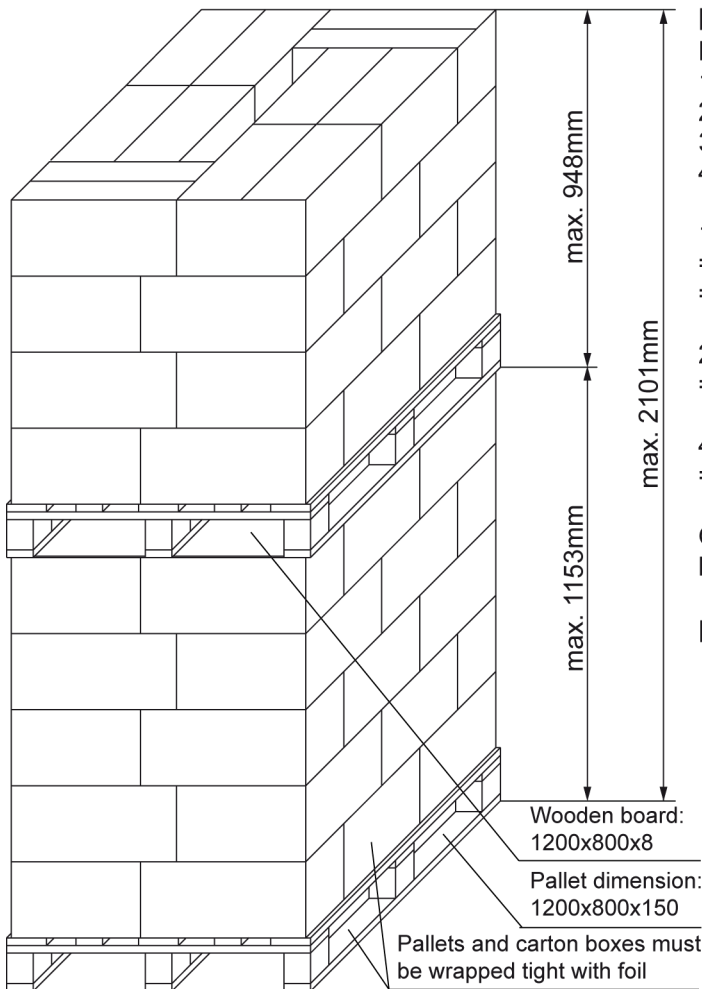 max. 948mm
max. 2101mm
max. 1153mm
Wooden board:
1200x800x8
Pallet dimension:
1200x800x150
Pallets and carton boxes must
be wrapped tight with foil